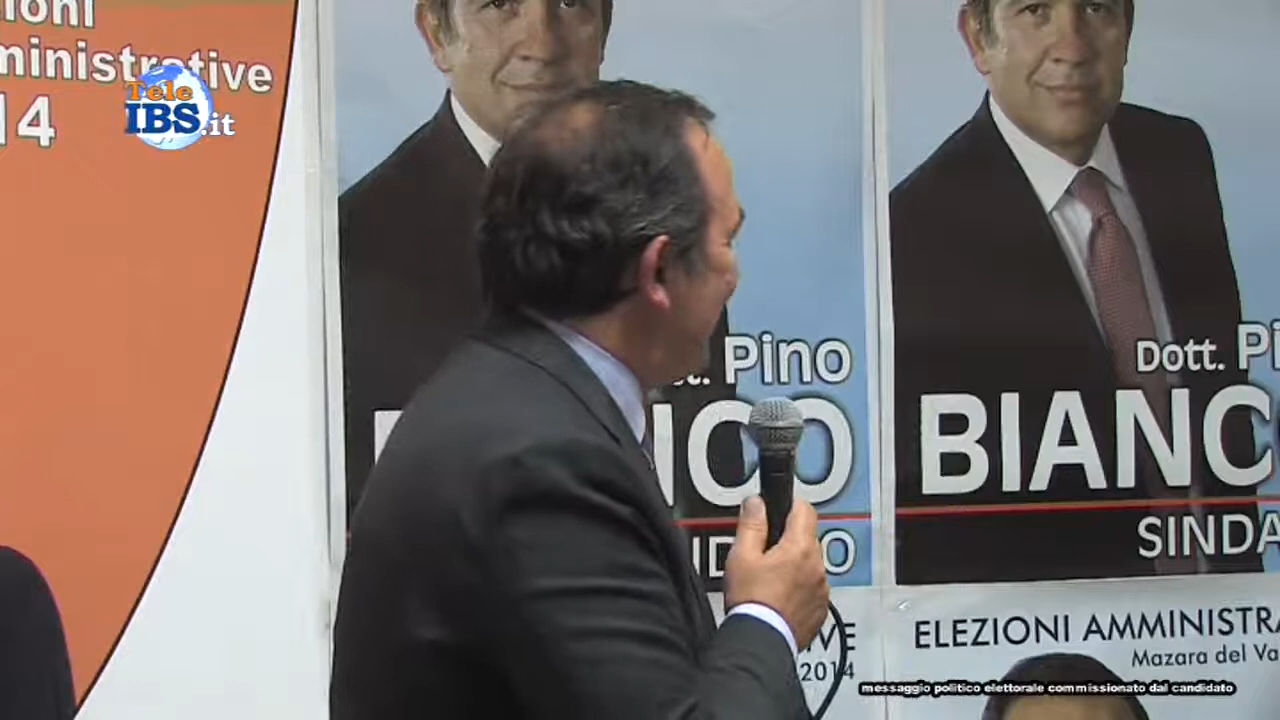 ministrative
14
Tele
IBS.it
Pino
Dott. Pi
BIANC
SINDA
ELEZIONI AMMINISTRA
2014
Mazara del Va
messaggio politico elettorale commissionato dal candidato